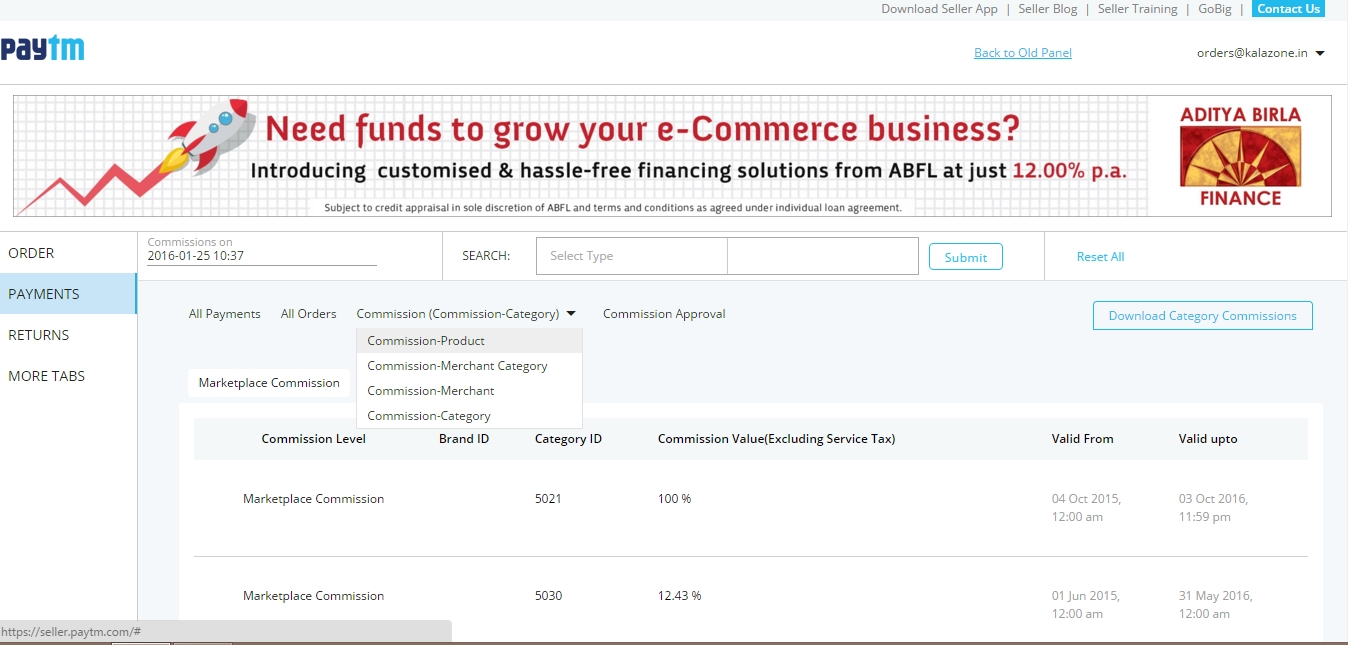 Download Seller App | Seller Blog | Seller Training | GoBig | Contact Us
paytm
Back to Old Panel
orders@kalazone.in
Need funds to grow your e-Commerce business?
Introducing customised & hassle-free financing solutions from ABFL at just 12.00% p.a.
Subject to credit appraisal in sole discretion of ABFL and terms and conditions as agreed under individual loan agreement.
ADITYA BIRLA
FINANCE
ORDER
PAYMENTS
RETURNS
MORE TABS
Commissions on
2016-01-25 10:37
SEARCH:
Select Type
Submit
Reset All
All Payments
All Orders
Commission (Commission-Category)
Commission Approval
Download Category Commissions
Commission-Product
Commission-Merchant Category
Commission-Merchant
Commission-Category
Marketplace Commission
Commission Level Brand ID Category ID Commission Value(Excluding Service Tax) Valid From Valid upto
Marketplace Commission 5021 100 % 04 Oct 2015, 03 Oct 2016,
12:00 am 11:59 pm
Marketplace Commission 5030 12.43 % 01 Jun 2015, 31 May 2016,
12:00 am 12:00 am
https://seller.paytm.com/#